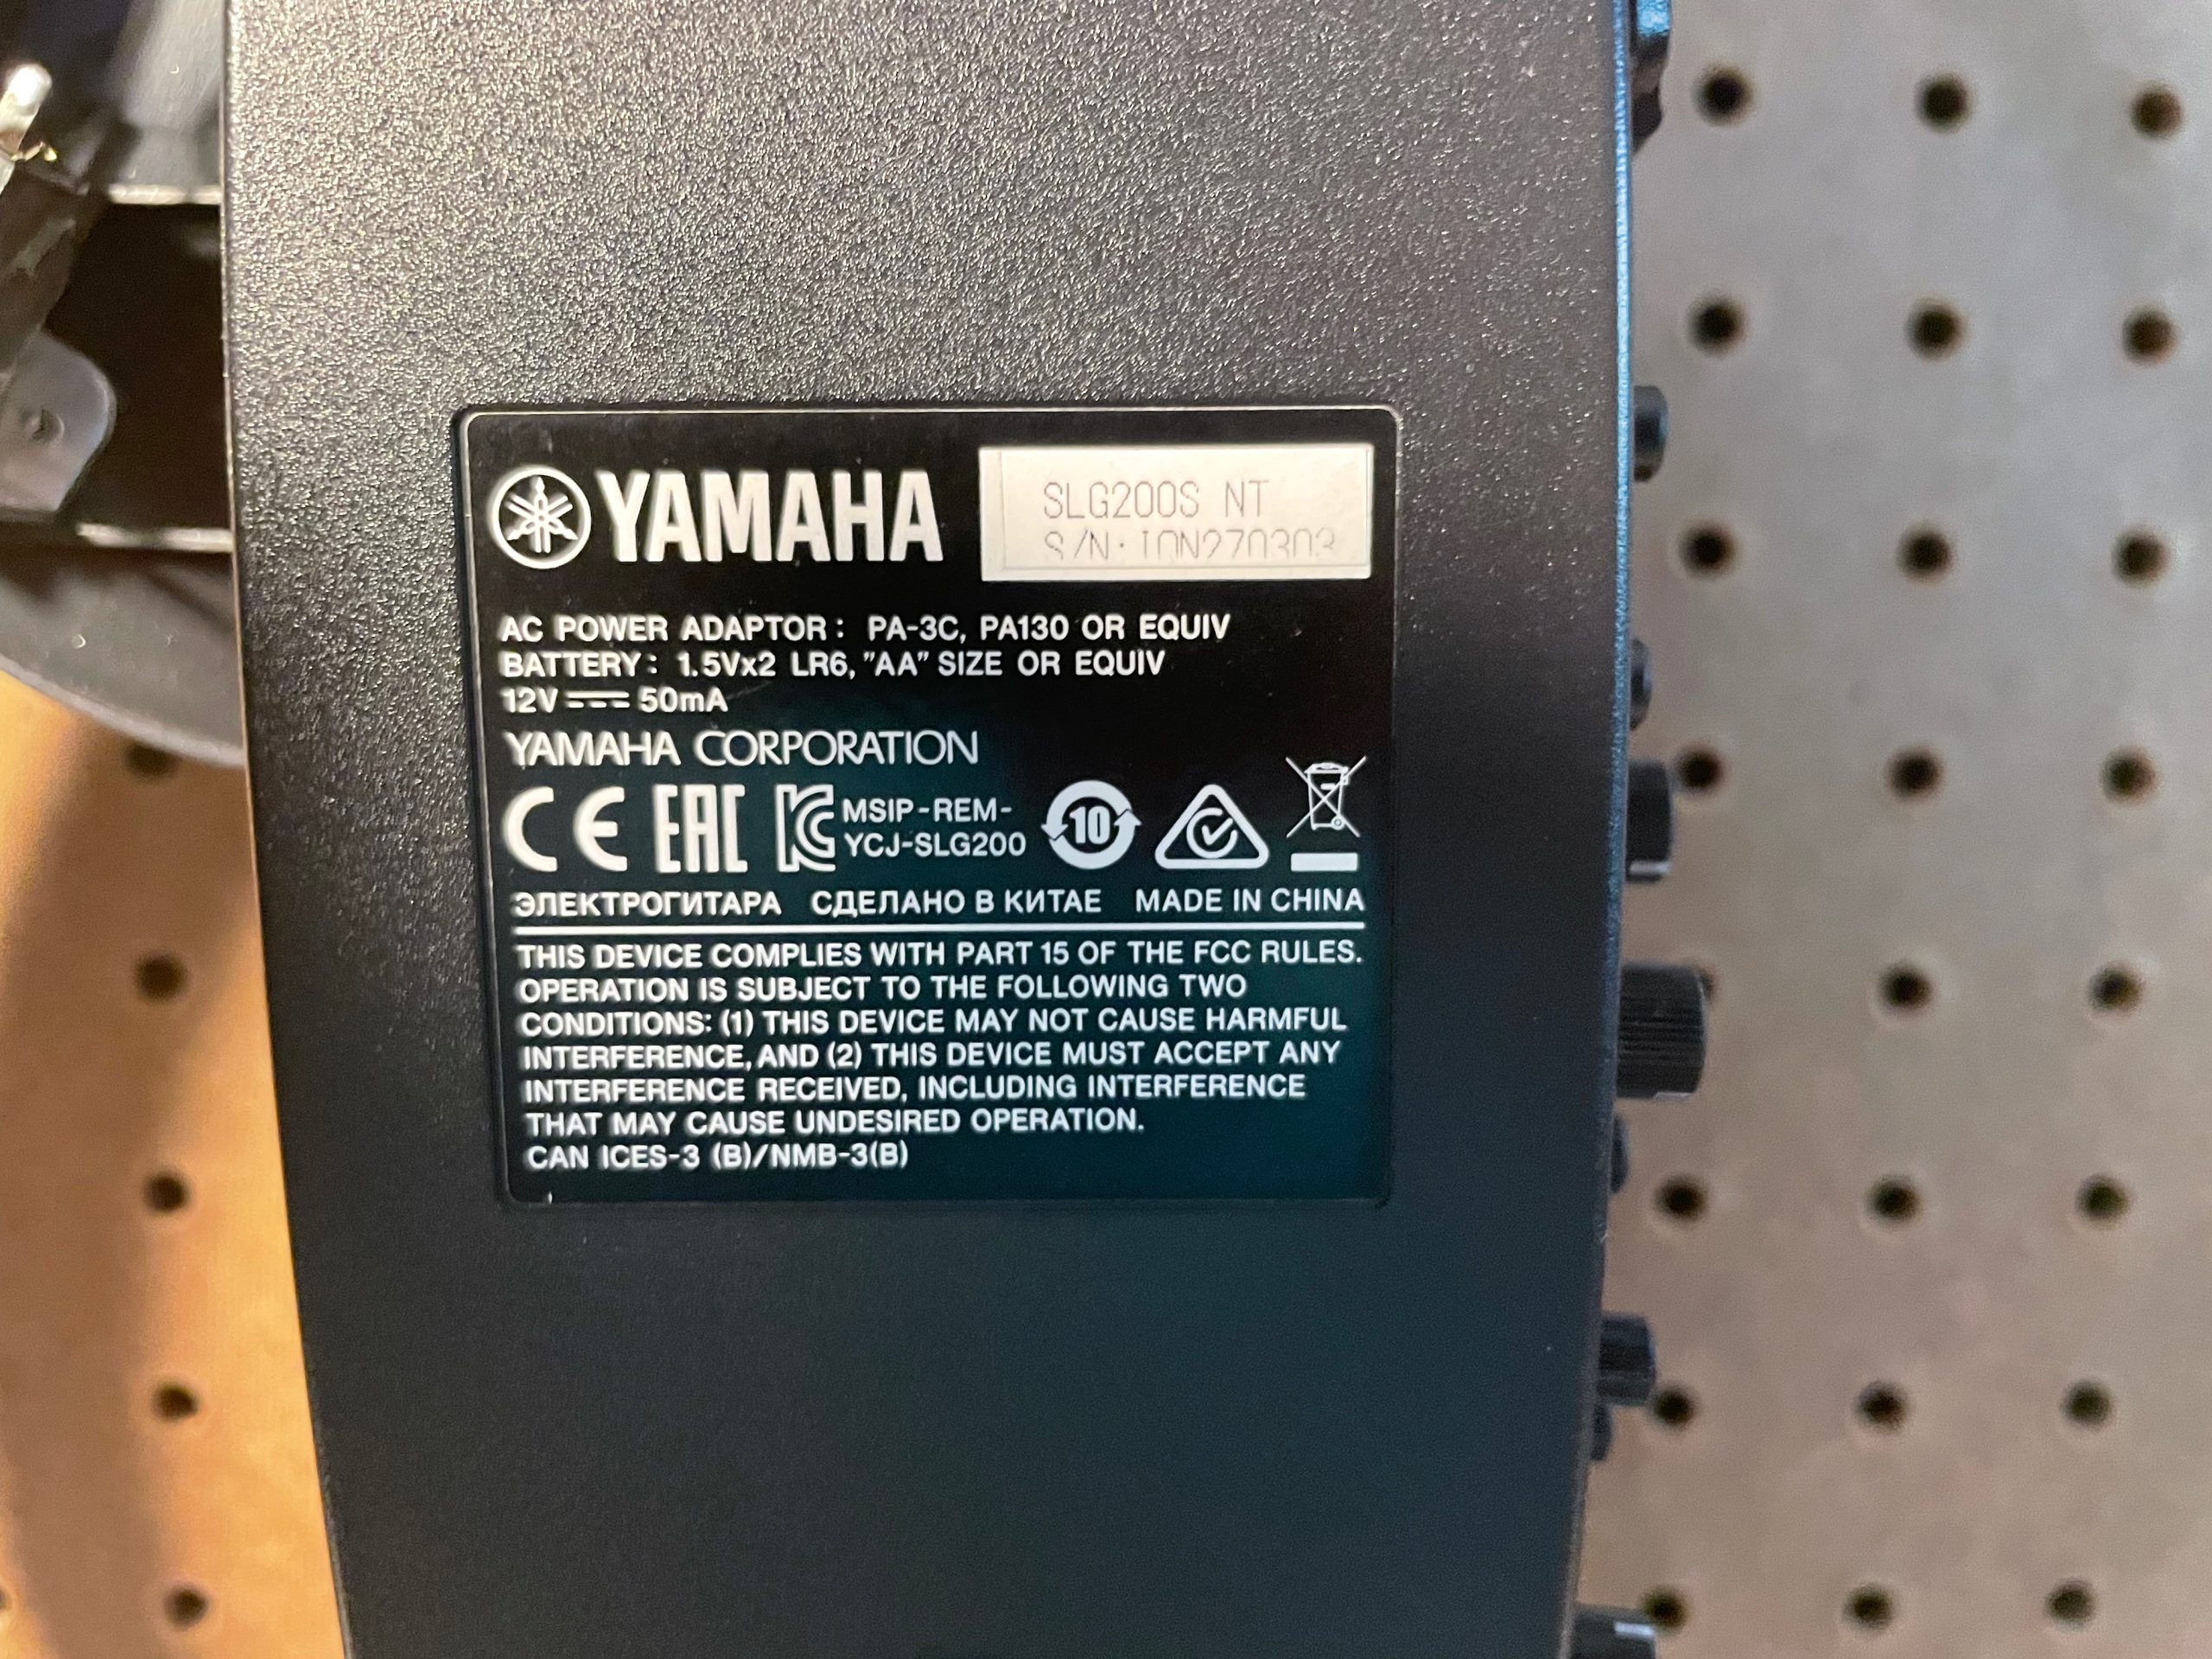 YAMAHA
SLG200S NT
S/N:
AC POWER ADAPTOR : PA-3C, PA130 OR EQUIV
BATTERY : 1.5Vx2 LR6, "AA" SIZE OR EQUIV
12V ⎓ 50mA
YAMAHA CORPORATION
CE EAC KC MSIP-REM-
YCJ-SLG200 10
ЭЛЕКТРОГИТАРА СДЕЛАНО В КИТАЕ MADE IN CHINA
THIS DEVICE COMPLIES WITH PART 15 OF THE FCC RULES.
OPERATION IS SUBJECT TO THE FOLLOWING TWO
CONDITIONS: (1) THIS DEVICE MAY NOT CAUSE HARMFUL
INTERFERENCE, AND (2) THIS DEVICE MUST ACCEPT ANY
INTERFERENCE RECEIVED, INCLUDING INTERFERENCE
THAT MAY CAUSE UNDESIRED OPERATION.
CAN ICES-3 (B)/NMB-3(B)